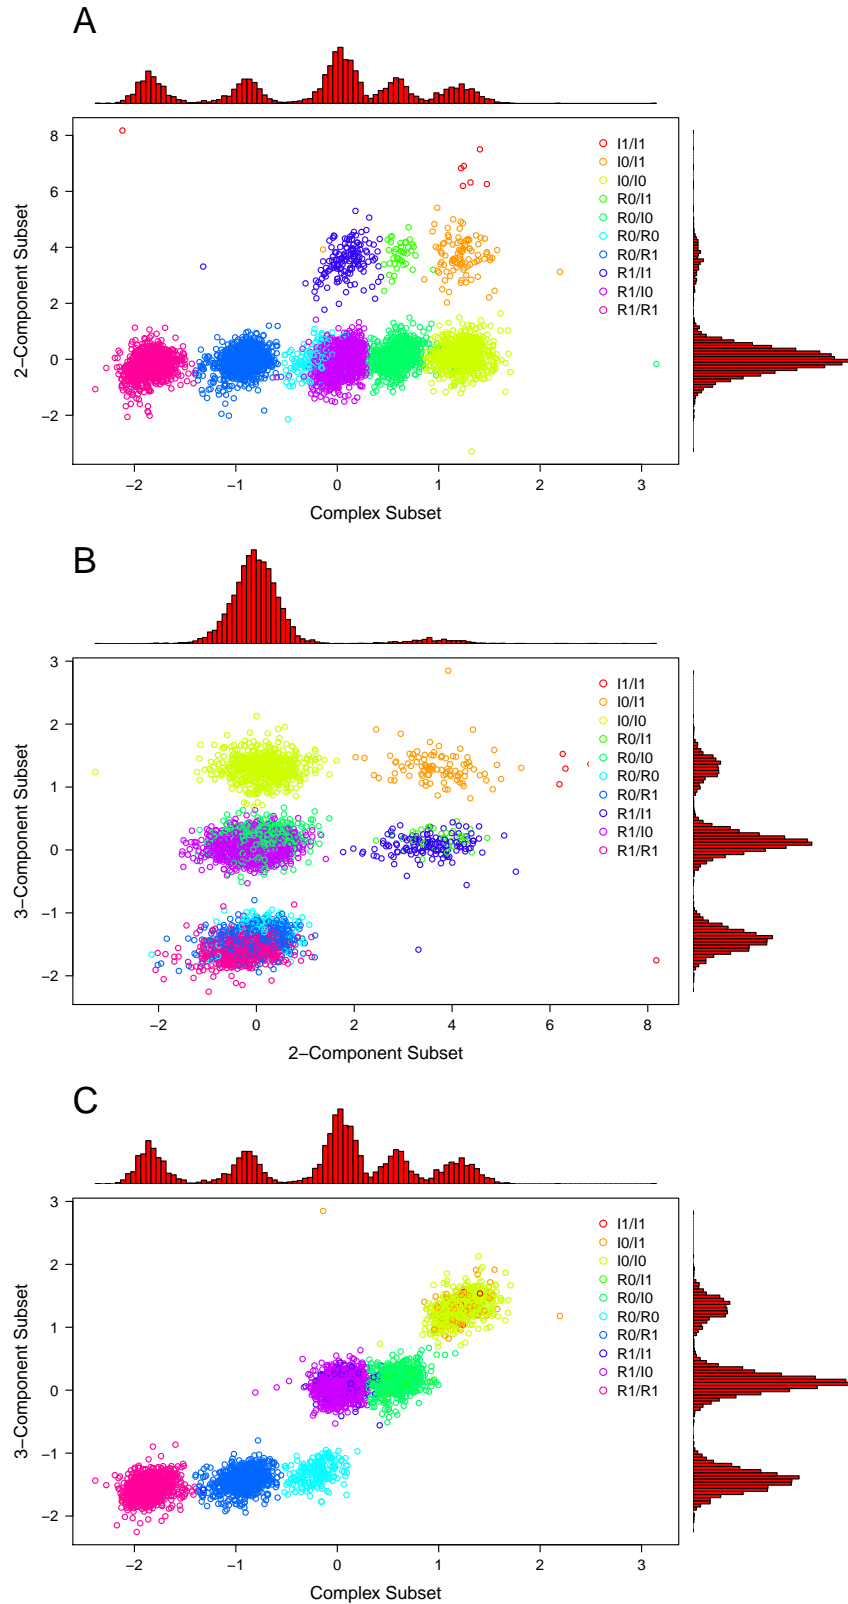 A
8
6
4
2
0
−2
2−Component Subset
I1/I1
I0/I1
I0/I0
R0/I1
R0/I0
R0/R0
R0/R1
R1/I1
R1/I0
R1/R1
−2 −1 0 1 2 3
Complex Subset
B
3
2
1
0
−1
−2
3−Component Subset
I1/I1
I0/I1
I0/I0
R0/I1
R0/I0
R0/R0
R0/R1
R1/I1
R1/I0
R1/R1
−2 0 2 4 6 8
2−Component Subset
C
3
2
1
0
−1
−2
3−Component Subset
I1/I1
I0/I1
I0/I0
R0/I1
R0/I0
R0/R0
R0/R1
R1/I1
R1/I0
R1/R1
−2 −1 0 1 2 3
Complex Subset